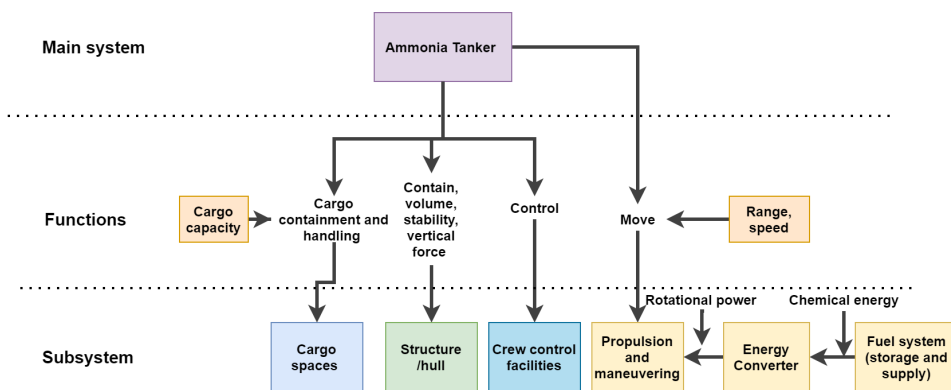 Main system
Ammonia Tanker
Functions
Cargo
capacity
Cargo
containment and
handling
Contain,
volume,
stability,
vertical
force
Control
Move
Range,
speed
Rotational power
Chemical energy
Subsystem
Cargo
spaces
Structure
/hull
Crew control
facilities
Propulsion
and
maneuvering
Energy
Converter
Fuel system
(storage and
supply)